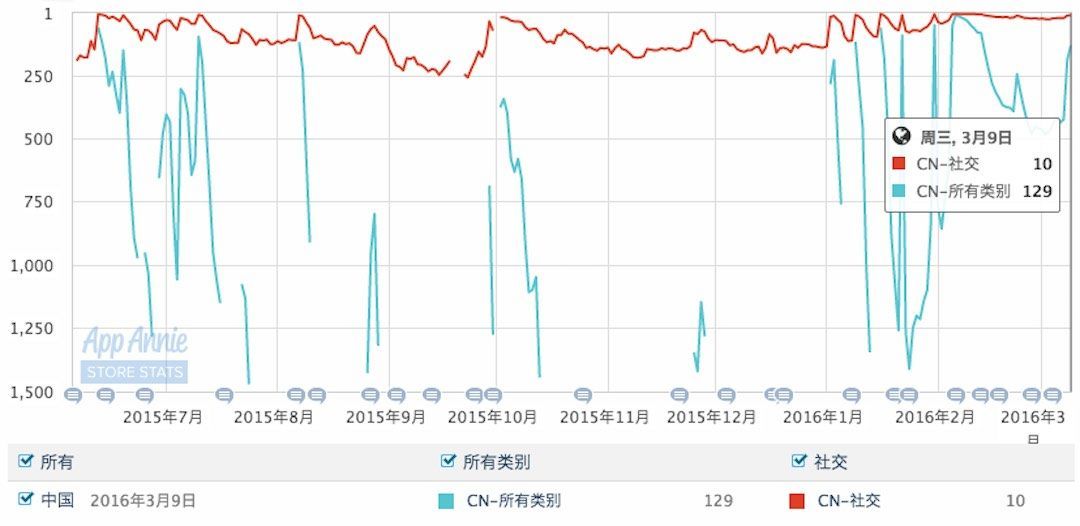 1
250
500
750
1,000
1,250
1,500
App Annie
STORE STATS
周三, 3月9日
CN-社交 10
CN-所有类别 129
2015年7月 2015年8月 2015年9月 2015年10月 2015年11月 2015年12月 2016年1月 2016年2月 2016年3
日
所有 所有类别 社交
中国 2016年3月9日 CN-所有类别 129 CN-社交 10